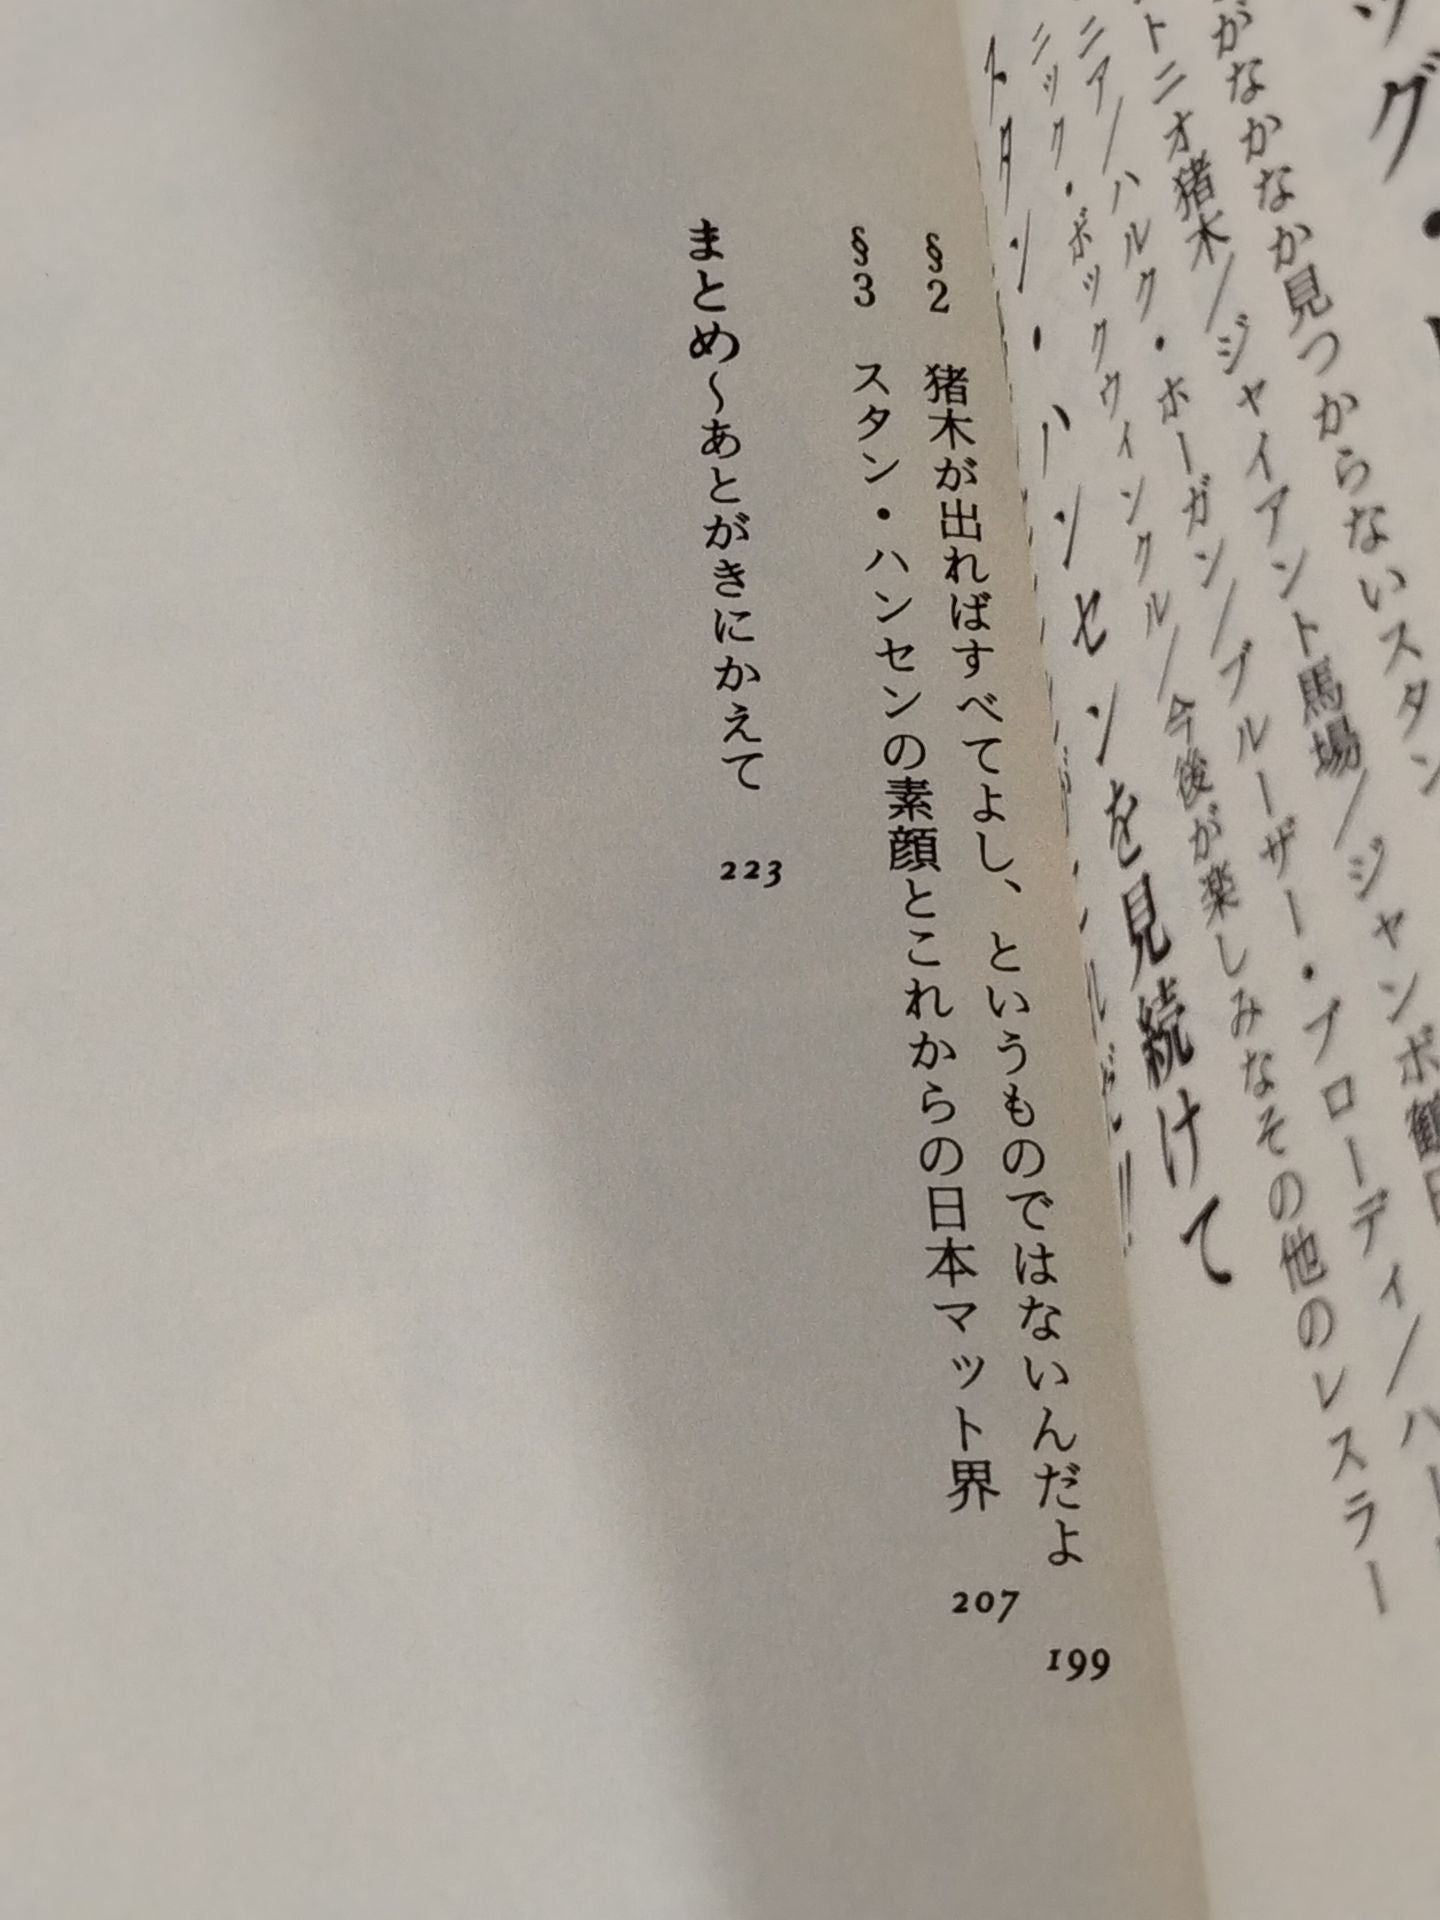 がなかなか見つからないスタン
トニオ猪木/ジャイアント馬場/ジャンボ鶴田
ニア/ハルク・ホーガン/ブルーザー・ブローディ/ハー
ニック・ボックウィンクル/今後が楽しみなその他のレスラー
スタン・ハンセンを見続けて
§2 猪木が出ればすべてよし、というものではないんだよ 199
§3 スタン・ハンセンの素顔とこれからの日本マット界 207
まとめ～あとがきにかえて 223